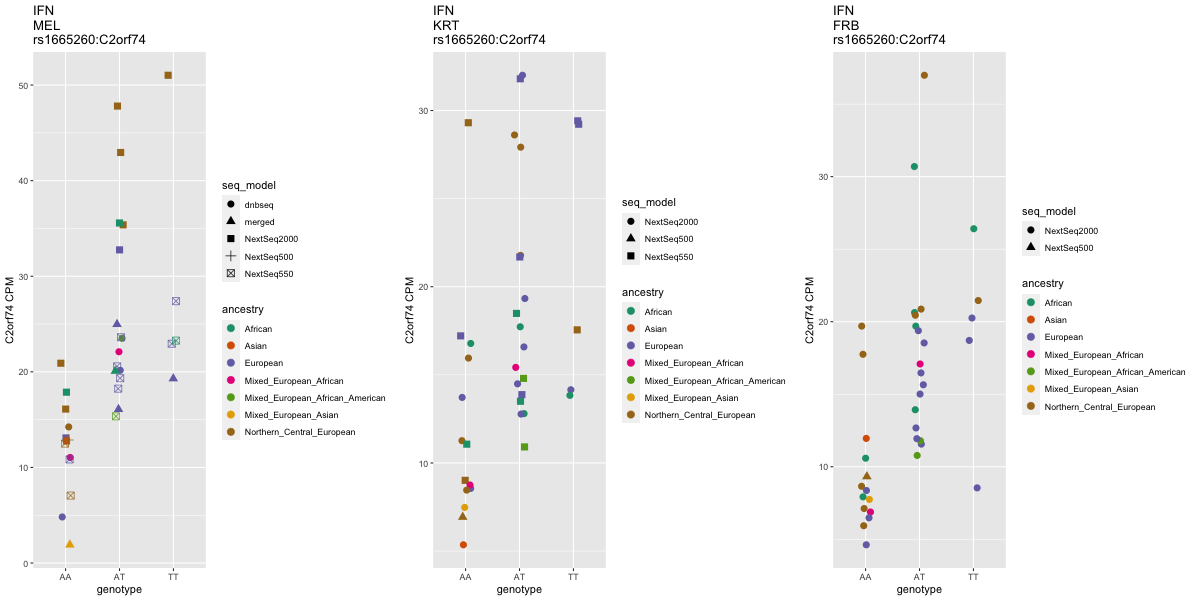 IFN
MEL
rs1665260:C2orf74
C2orf74 CPM
50
40
30
20
10
0
AA
AT
TT
genotype
seq_model
dnbseq
merged
NextSeq2000
NextSeq500
NextSeq550
ancestry
African
Asian
European
Mixed_European_African
Mixed_European_African_American
Mixed_European_Asian
Northern_Central_European
IFN
KRT
rs1665260:C2orf74
C2orf74 CPM
30
20
10
AA
AT
TT
genotype
seq_model
NextSeq2000
NextSeq500
NextSeq550
ancestry
African
Asian
European
Mixed_European_African
Mixed_European_African_American
Mixed_European_Asian
Northern_Central_European
IFN
FRB
rs1665260:C2orf74
C2orf74 CPM
30
20
10
AA
AT
TT
genotype
seq_model
NextSeq2000
NextSeq500
ancestry
African
Asian
European
Mixed_European_African
Mixed_European_African_American
Mixed_European_Asian
Northern_Central_European